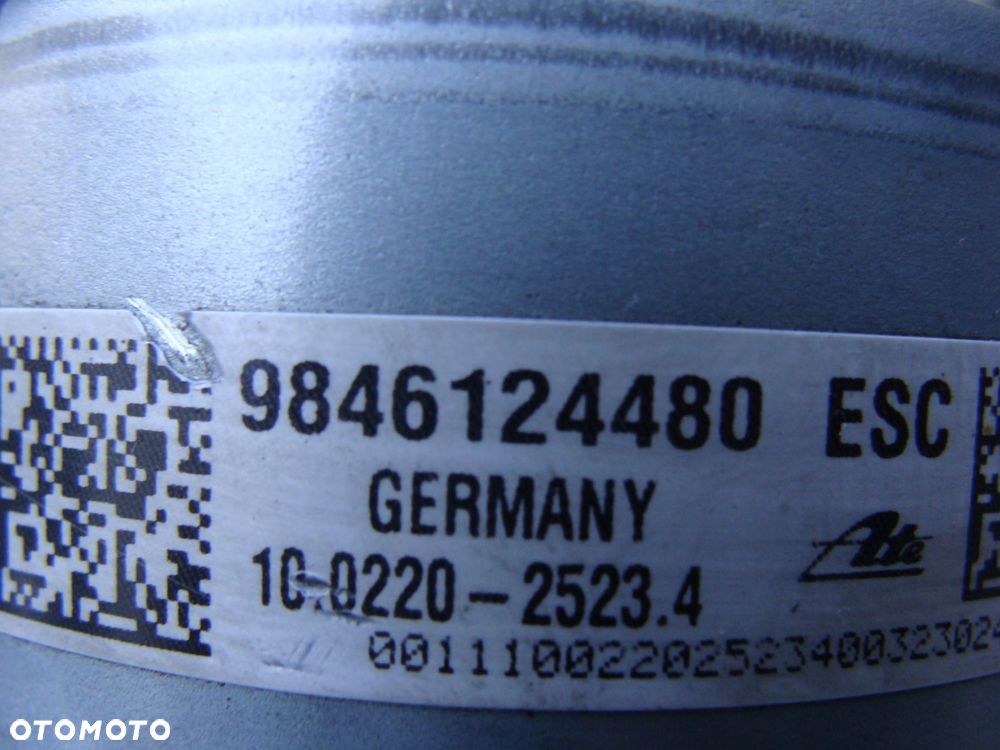 9846124480 ESC
GERMANY
10.0220-2523.4
Ate
00111002202523400323024
OTOMOTO